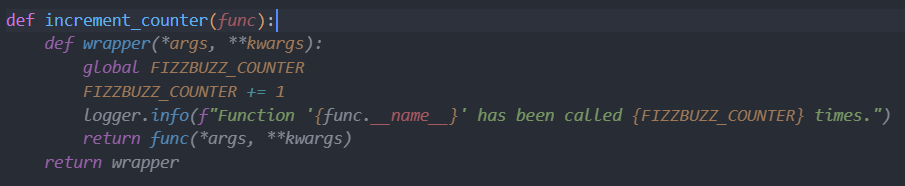 def increment_counter(func):
    def wrapper(*args, **kwargs):
        global FIZZBUZZ_COUNTER
        FIZZBUZZ_COUNTER += 1
        logger.info(f"Function '{func.__name__}' has been called {FIZZBUZZ_COUNTER} times.")
        return func(*args, **kwargs)
    return wrapper